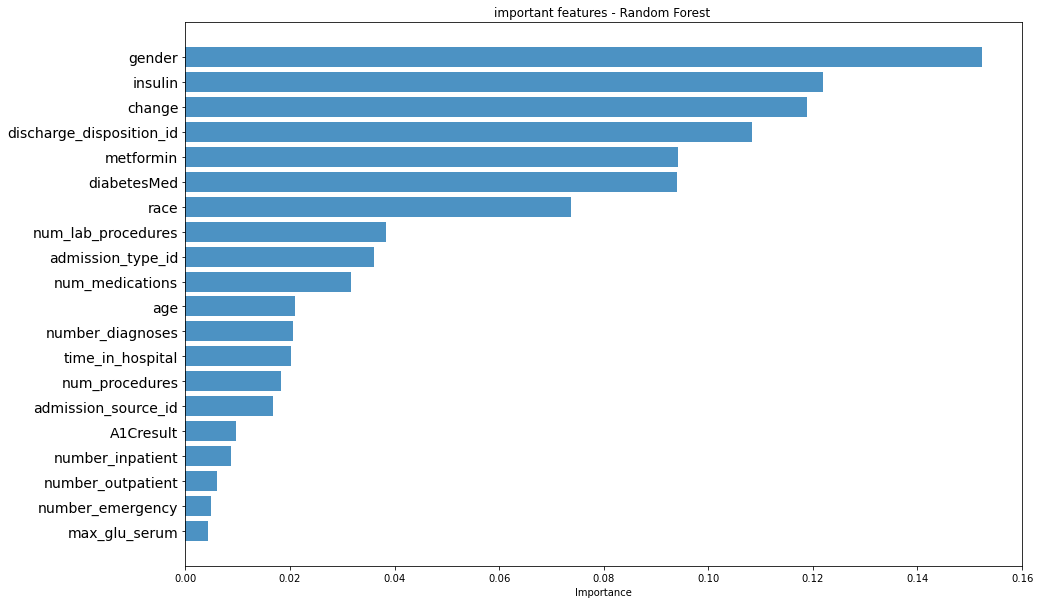 important features - Random Forest
gender
insulin
change
discharge_disposition_id
metformin
diabetesMed
race
num_lab_procedures
admission_type_id
num_medications
age
number_diagnoses
time_in_hospital
num_procedures
admission_source_id
A1Cresult
number_inpatient
number_outpatient
number_emergency
max_glu_serum
0.00 0.02 0.04 0.06 0.08 0.10 0.12 0.14 0.16
Importance